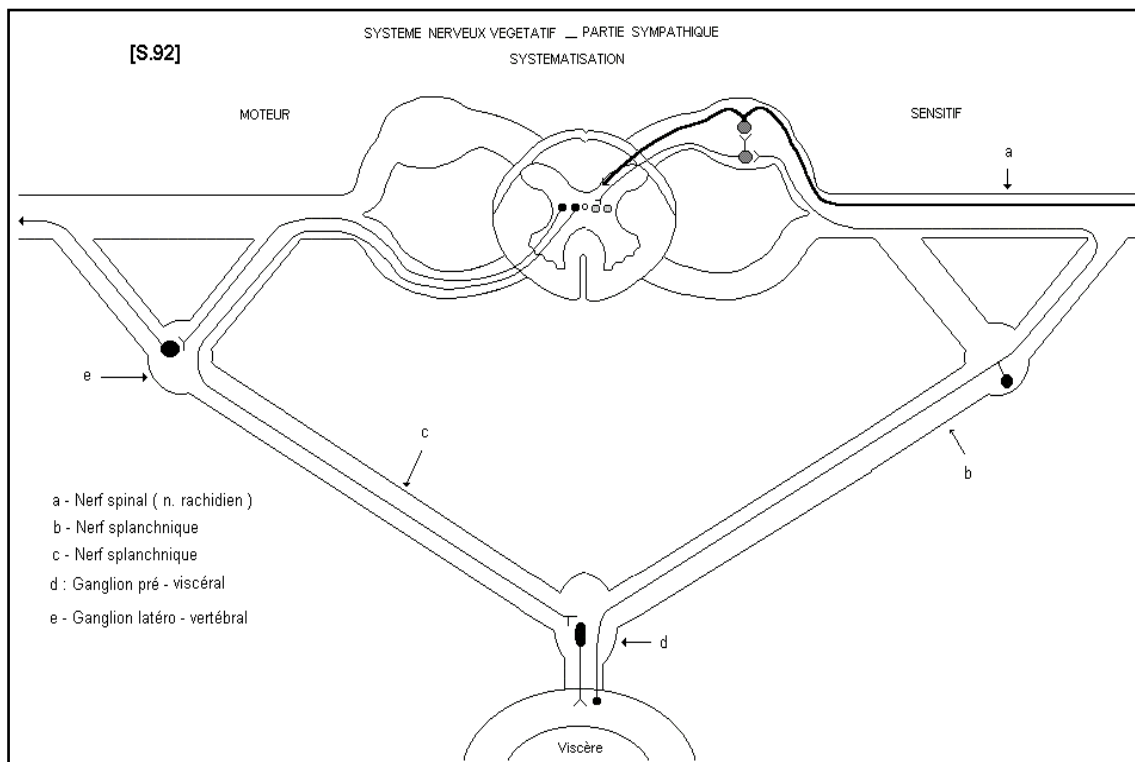 SYSTEME NERVEUX VEGETATIF _ PARTIE SYMPATHIQUE
[S.92]
SYSTEMATISATION
MOTEUR
SENSITIF
a
e
c
b
a - Nerf spinal ( n. rachidien )
b - Nerf splanchnique
c - Nerf splanchnique
d : Ganglion pré - viscéral
e - Ganglion latéro - vertébral
d
Viscère